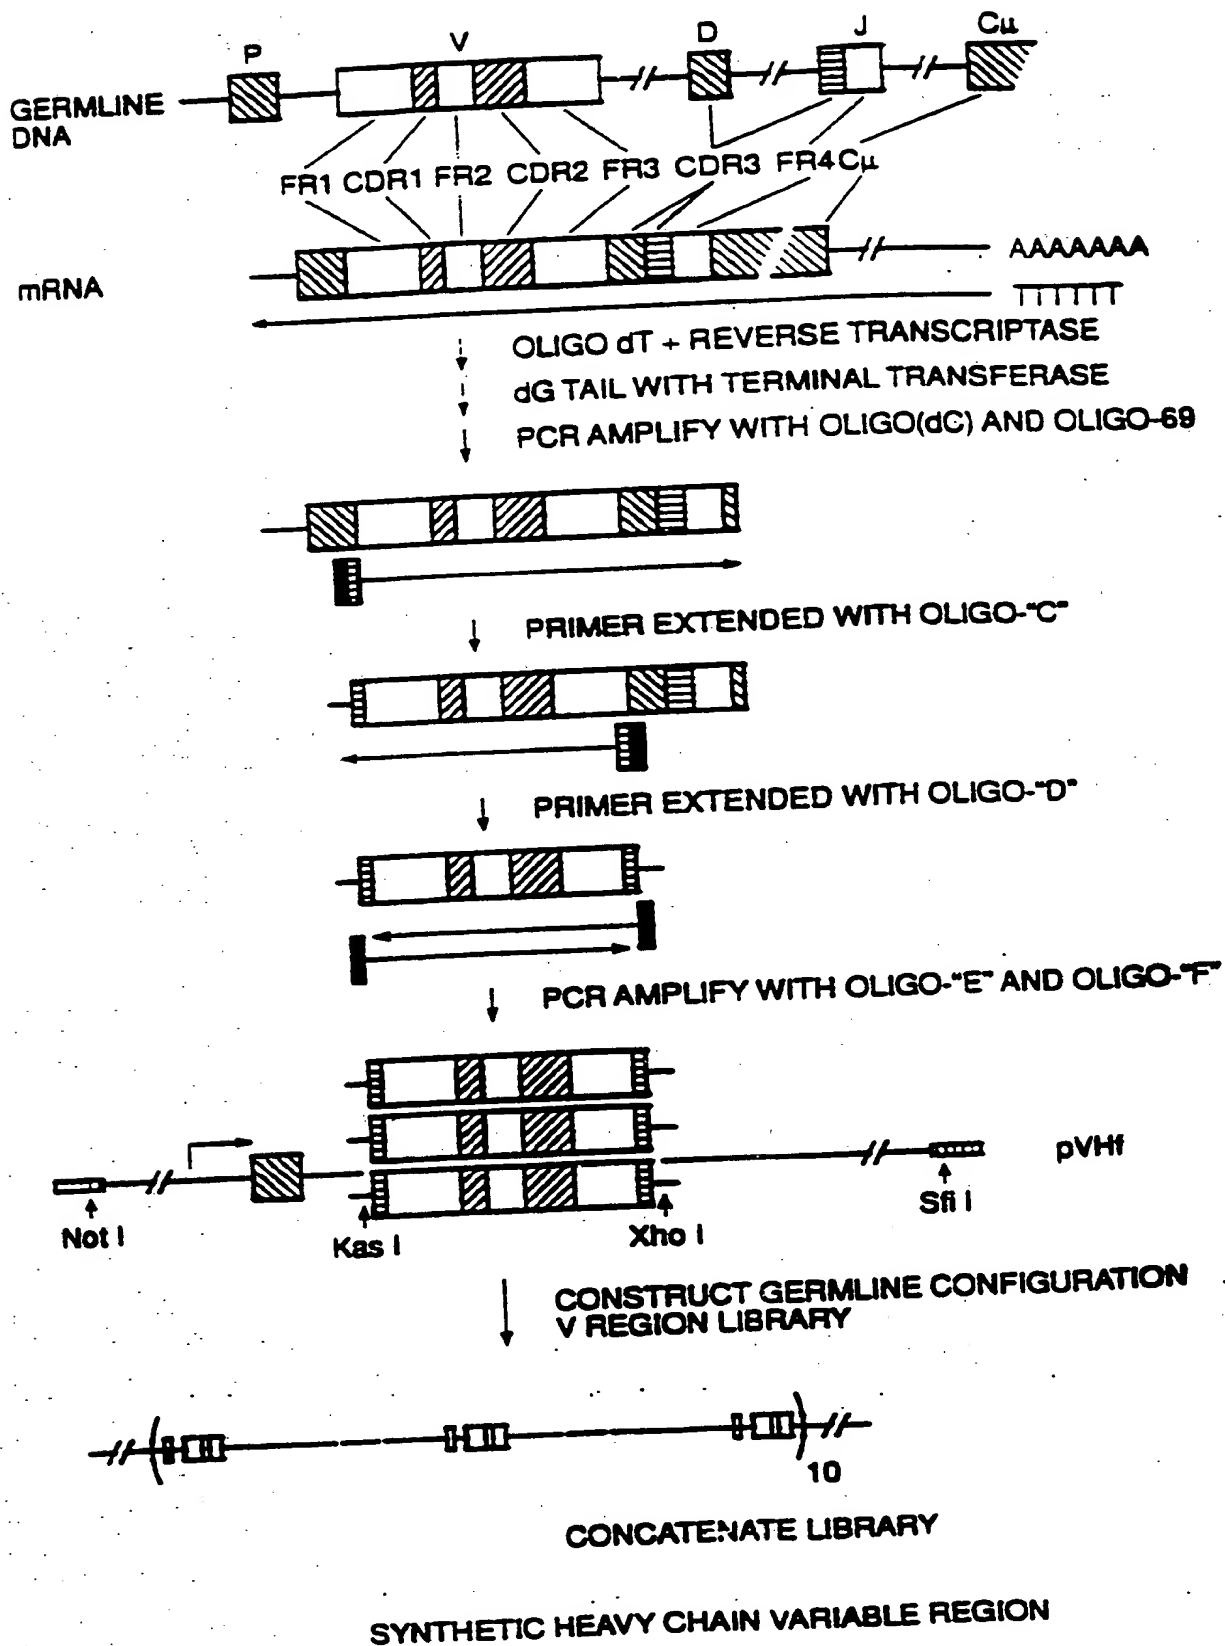 P V D J Cμ
GERMLINE
DNA
FR1 CDR1 FR2 CDR2 FR3 CDR3 FR4 Cμ
mRNA
AAAAAAA
TTTTTT
OLIGO dT + REVERSE TRANSCRIPTASE
dG TAIL WITH TERMINAL TRANSFERASE
PCR AMPLIFY WITH OLIGO(dC) AND OLIGO-69
PRIMER EXTENDED WITH OLIGO-"C"
PRIMER EXTENDED WITH OLIGO-"D"
PCR AMPLIFY WITH OLIGO-"E" AND OLIGO-"F"
pVHf
Not I
Kas I
Xho I
Sfi I
CONSTRUCT GERMLINE CONFIGURATION
V REGION LIBRARY
10
CONCATENATE LIBRARY
SYNTHETIC HEAVY CHAIN VARIABLE REGION